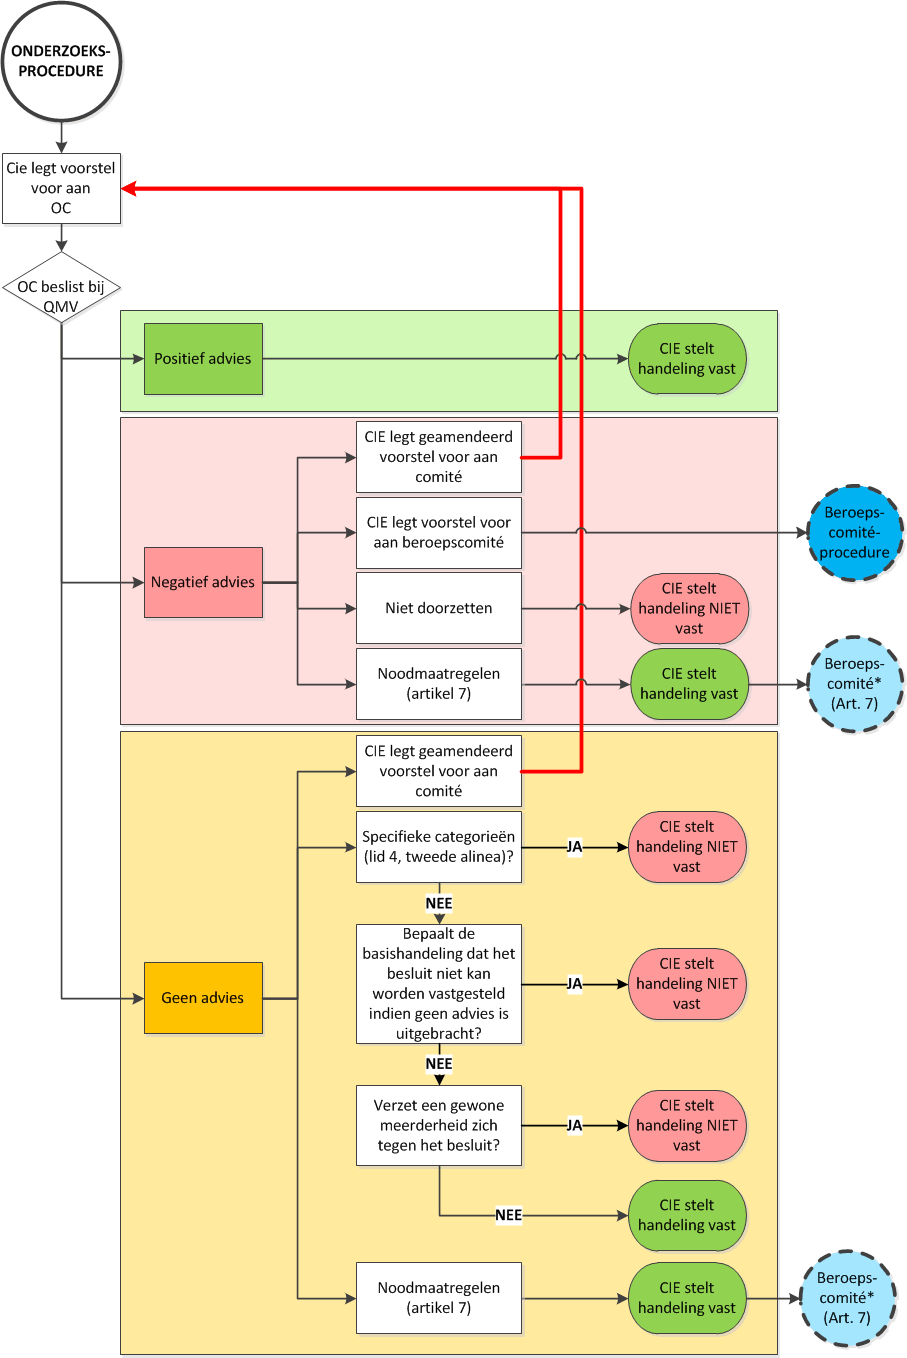 ONDERZOEKS-
PROCEDURE
Cie legt voorstel
voor aan
OC
OC beslist bij
QMV
Positief advies
CIE stelt
handeling vast
CIE legt geamendeerd
voorstel voor aan
comité
CIE legt voorstel voor
aan beroepscomité
Beroeps-
comité-
procedure
Negatief advies
Niet doorzetten
CIE stelt
handeling NIET
vast
Noodmaatregelen
(artikel 7)
CIE stelt
handeling vast
Beroeps-
comité*
(Art. 7)
CIE legt geamendeerd
voorstel voor aan
comité
Specifieke categorieën
(lid 4, tweede alinea)?
JA
CIE stelt
handeling NIET
vast
NEE
Geen advies
Bepaalt de
basishandeling dat het
besluit niet kan
worden vastgesteld
indien geen advies is
uitgebracht?
JA
CIE stelt
handeling NIET
vast
NEE
Verzet een gewone
meerderheid zich
tegen het besluit?
JA
CIE stelt
handeling NIET
vast
NEE
CIE stelt
handeling vast
Noodmaatregelen
(artikel 7)
CIE stelt
handeling vast
Beroeps-
comité*
(Art. 7)